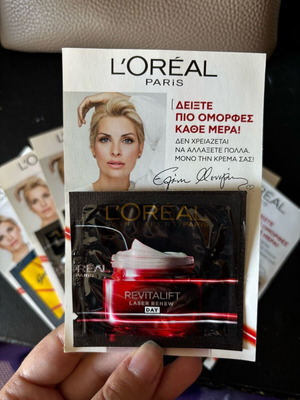 L'ORÉAL
PARIS
ΔΕΙΞΤΕ
ΠΙΟ ΟΜΟΡΦΕΣ
ΚΑΘΕ ΜΕΡΑ!
ΔΕΝ ΧΡΕΙΑΖΕΤΑΙ
ΝΑ ΑΛΛΑΞΕΤΕ ΠΟΛΛΑ.
ΜΟΝΟ ΤΗΝ ΚΡΕΜΑ ΣΑΣ!
L'ORÉAL
REVITALIFT
LASER RENEW
DAY